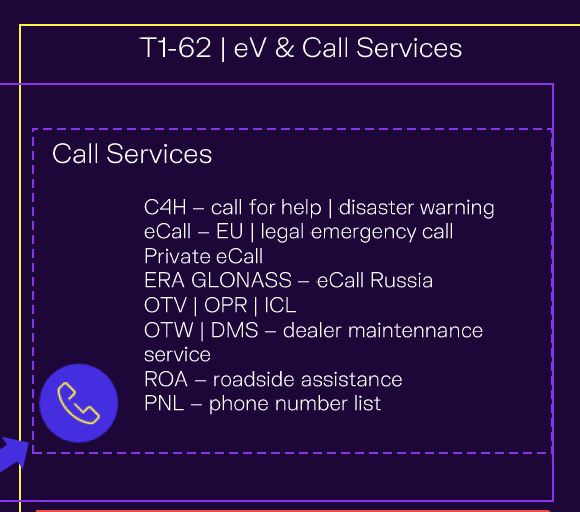 T1-62 | eV & Call Services
Call Services
C4H – call for help | disaster warning
eCall – EU | legal emergency call
Private eCall
ERA GLONASS – eCall Russia
OTV | OPR | ICL
OTW | DMS – dealer maintennance
service
ROA – roadside assistance
PNL – phone number list